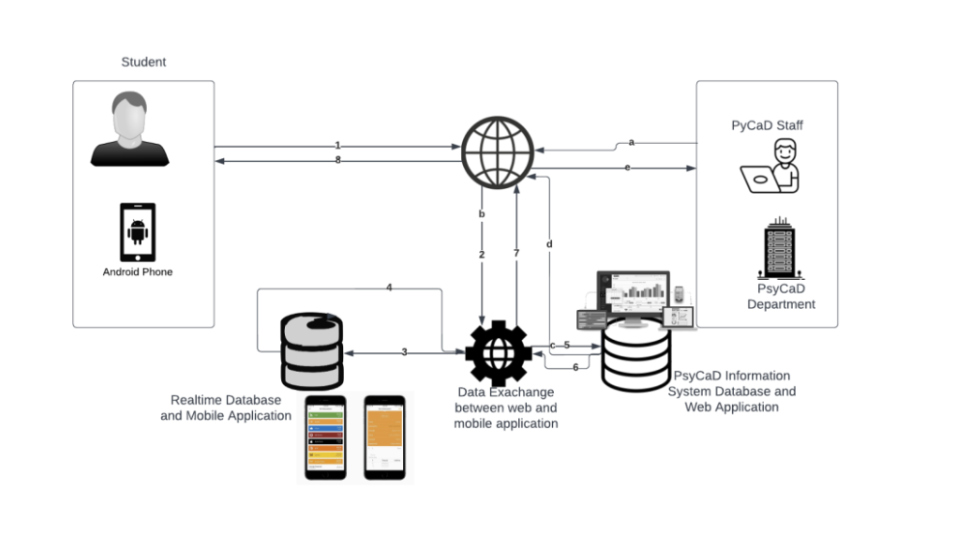 Student
PyCaD Staff
1
8
a
e
Android Phone
b
2
7
d
PsyCaD
Department
4
3
c
5
6
Realtime Database
and Mobile Application
Data Exachange
between web and
mobile application
PsyCaD Information
System Database and
Web Application